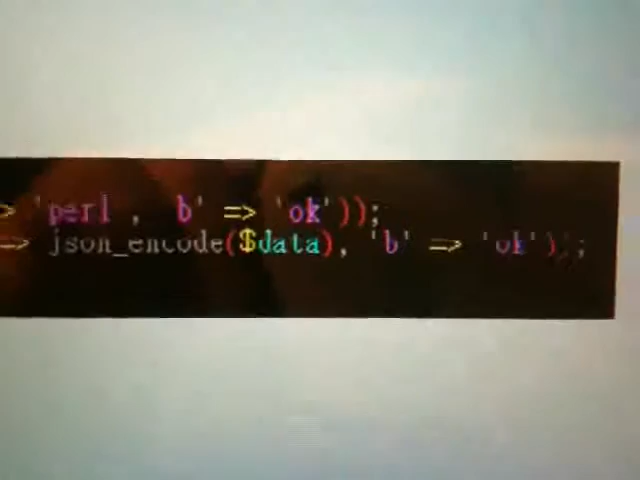 => 'perl', 'b' => 'ok'));
=> json_encode($data), 'b' => 'ok');